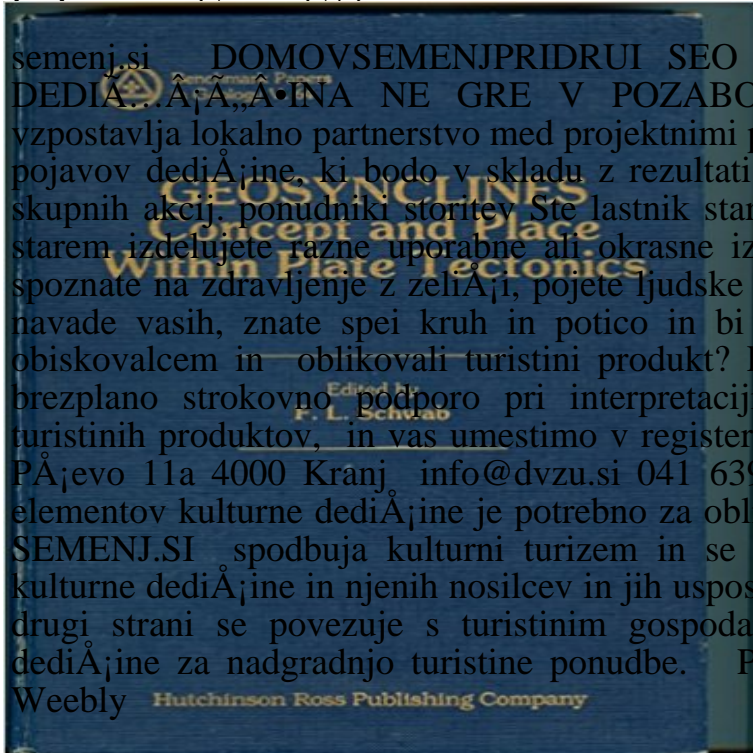 semenj.si DOMOVSEMENJPRIDRUI SEO
DEDIÃ…Â¡Ã„Â•INA NE GRE V POZABO
vzpostavlja lokalno partnerstvo med projektnimi
pojavov dediÅ¡ine, ki bodo v skladu z rezultati
skupnih akcij. ponudniki storitev Ste lastnik
starem izdelujete razne uporabne ali okrasne
spoznate na zdravljenje z zeliÅ¡i, pojete ljudske
navade vasih, znate spei kruh in potico in bi
obiskovalcem in oblikovali turistini produkt?
brezplano strokovno podporo pri
turistinih produktov, in vas umestimo v
PÅ¡evo 11a 4000 Kranj info@dvzu.si 041
elementov kulturne dediÅ¡ine je potrebno za
SEMENJ.SI spodbuja kulturni turizem in se
kulturne dediÅ¡ine in njenih nosilcev in jih
drugi strani se povezuje s turistinim
dediÅ¡ine za nadgradnjo turistine ponudbe.
Weebly
Benchmark Papers
GEOSYNCLINES
Concept and Place
Within Plate Tectonics
Edited by
F. L. Schwab
Hutchinson Ross Publishing Company